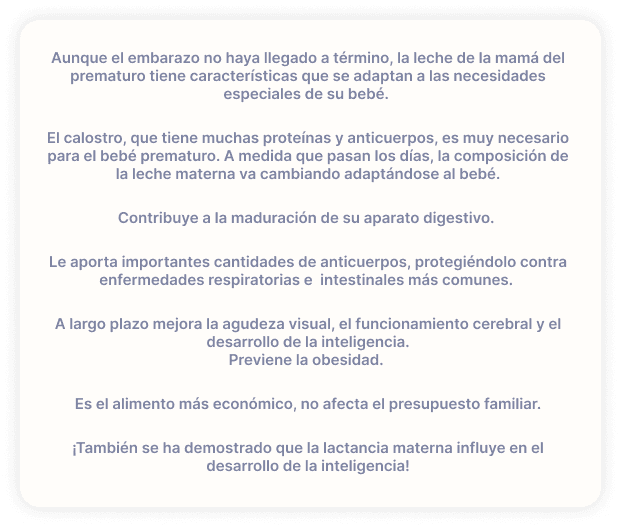 Aunque el embarazo no haya llegado a término, la leche de la mamá del
prematuro tiene características que se adaptan a las necesidades
especiales de su bebé.
El calostro, que tiene muchas proteínas y anticuerpos, es muy necesario
para el bebé prematuro. A medida que pasan los días, la composición de
la leche materna va cambiando adaptándose al bebé.
Contribuye a la maduración de su aparato digestivo.
Le aporta importantes cantidades de anticuerpos, protegiéndolo contra
enfermedades respiratorias e  intestinales más comunes.
A largo plazo mejora la agudeza visual, el funcionamiento cerebral y el
desarrollo de la inteligencia.
Previene la obesidad.
Es el alimento más económico, no afecta el presupuesto familiar.
¡También se ha demostrado que la lactancia materna influye en el
desarrollo de la inteligencia!